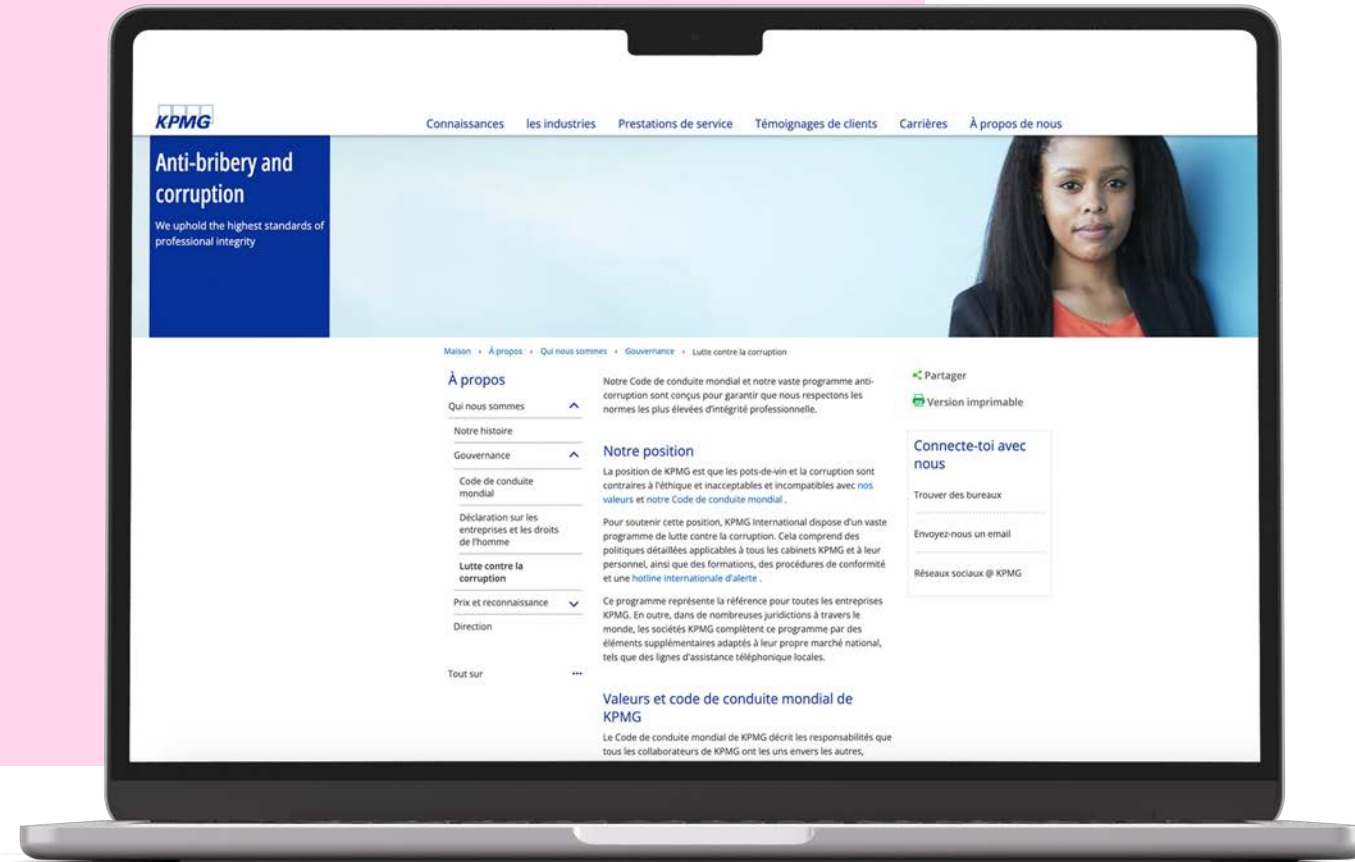 KPMG
Connaissances les industries Prestations de service Témoignages de clients Carrières À propos de nous
Anti-bribery and
corruption
We uphold the highest standards of
professional integrity
Maison › À propos › Qui nous sommes › Gouvernance › Lutte contre la corruption
À propos
Qui nous sommes
Notre histoire
Gouvernance
Code de conduite
mondial
Déclaration sur les
entreprises et les droits
de l'homme
Lutte contre la
corruption
Prix et reconnaissance
Direction
Tout sur
Notre Code de conduite mondial et notre vaste programme anti-
corruption sont conçus pour garantir que nous respectons les
normes les plus élevées d'intégrité professionnelle.
Notre position
La position de KPMG est que les pots-de-vin et la corruption sont
contraires à l'éthique et inacceptables et incompatibles avec nos
valeurs et notre Code de conduite mondial .
Pour soutenir cette position, KPMG International dispose d'un vaste
programme de lutte contre la corruption. Cela comprend des
politiques détaillées applicables à tous les cabinets KPMG et à leur
personnel, ainsi que des formations, des procédures de conformité
et une hotline internationale d'alerte .
Ce programme représente la référence pour toutes les entreprises
KPMG. En outre, dans de nombreuses juridictions à travers le
monde, les sociétés KPMG complètent ce programme par des
éléments supplémentaires adaptés à leur propre marché national,
tels que des lignes d'assistance téléphonique locales.
Valeurs et code de conduite mondial de
KPMG
Le Code de conduite mondial de KPMG décrit les responsabilités que
tous les collaborateurs de KPMG ont les uns envers les autres,
Partager
Version imprimable
Connecte-toi avec
nous
Trouver des bureaux
Envoyez-nous un email
Réseaux sociaux @ KPMG